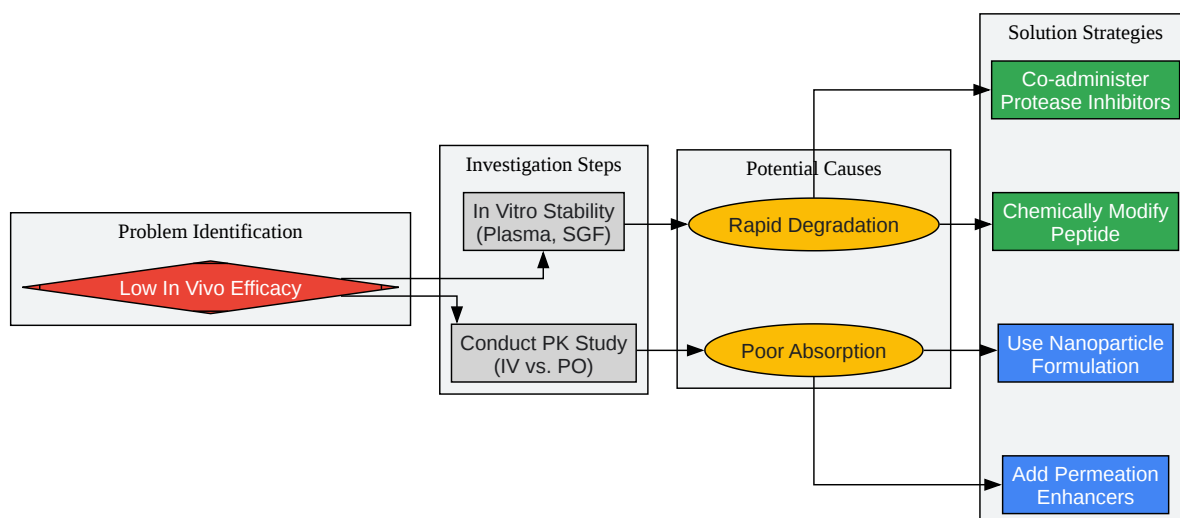 Problem Identification
Low In Vivo Efficacy
Investigation Steps
In Vitro Stability
(Plasma, SGF)
Conduct PK Study
(IV vs. PO)
Potential Causes
Rapid Degradation
Poor Absorption
Solution Strategies
Co-administer
Protease Inhibitors
Chemically Modify
Peptide
Use Nanoparticle
Formulation
Add Permeation
Enhancers